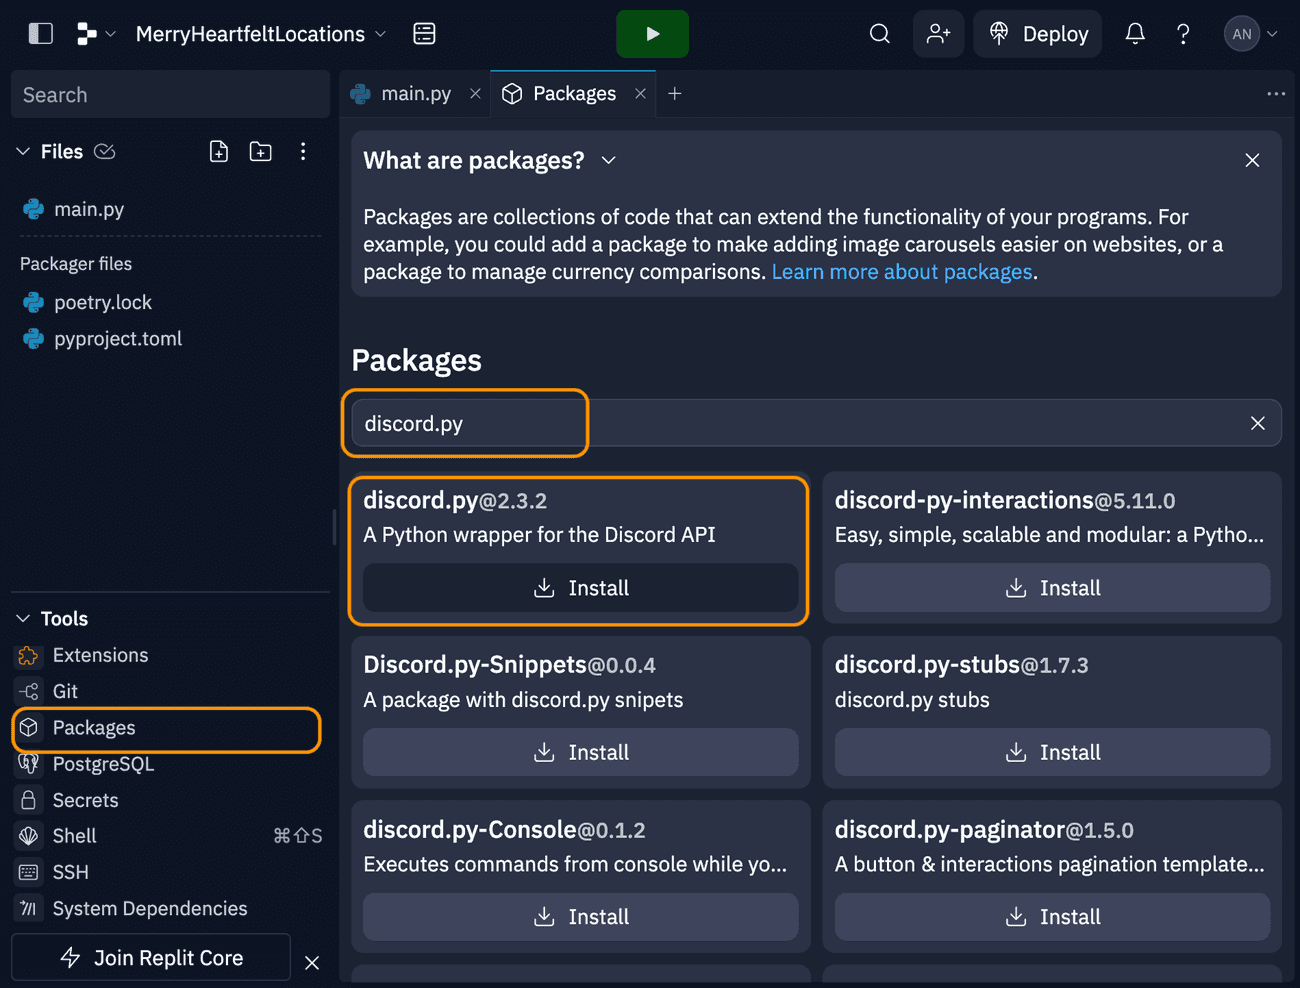 MerryHeartfeltLocations
Deploy
AN
Search
main.py
Packages
Files
main.py
Packager files
poetry.lock
pyproject.toml
Tools
Extensions
Git
Packages
PostgreSQL
Secrets
Shell ⌘⇧S
SSH
System Dependencies
Join Replit Core
What are packages?
Packages are collections of code that can extend the functionality of your programs. For
example, you could add a package to make adding image carousels easier on websites, or a
package to manage currency comparisons. Learn more about packages.
Packages
discord.py
discord.py@2.3.2
A Python wrapper for the Discord API
Install
discord-py-interactions@5.11.0
Easy, simple, scalable and modular: a Pytho...
Install
Discord.py-Snippets@0.0.4
A package with discord.py snipets
Install
discord.py-stubs@1.7.3
discord.py stubs
Install
discord.py-Console@0.1.2
Executes commands from console while yo...
Install
discord.py-paginator@1.5.0
A button & interactions pagination template...
Install